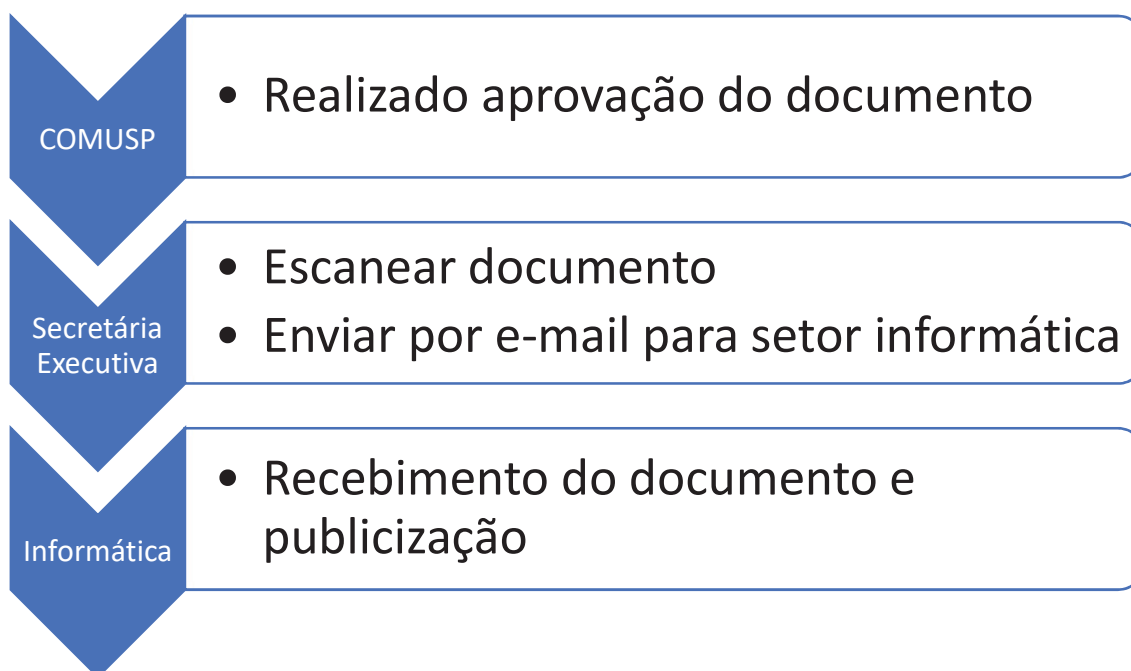 COMUSP
• Realizado aprovação do documento
Secretária
Executiva
• Escanear documento
• Enviar por e-mail para setor informática
Informática
• Recebimento do documento e
publicização